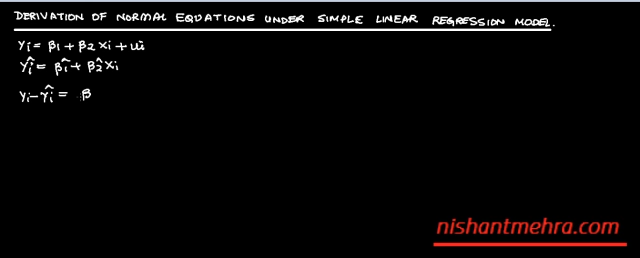 DERIVATION OF NORMAL EQUATIONS UNDER SIMPLE LINEAR REGRESSION MODEL.
Yi = β1 + β2 Xi + ui
Ŷi = β̂1 + β̂2 Xi
Yi - Ŷi = β
nishantmehra.com